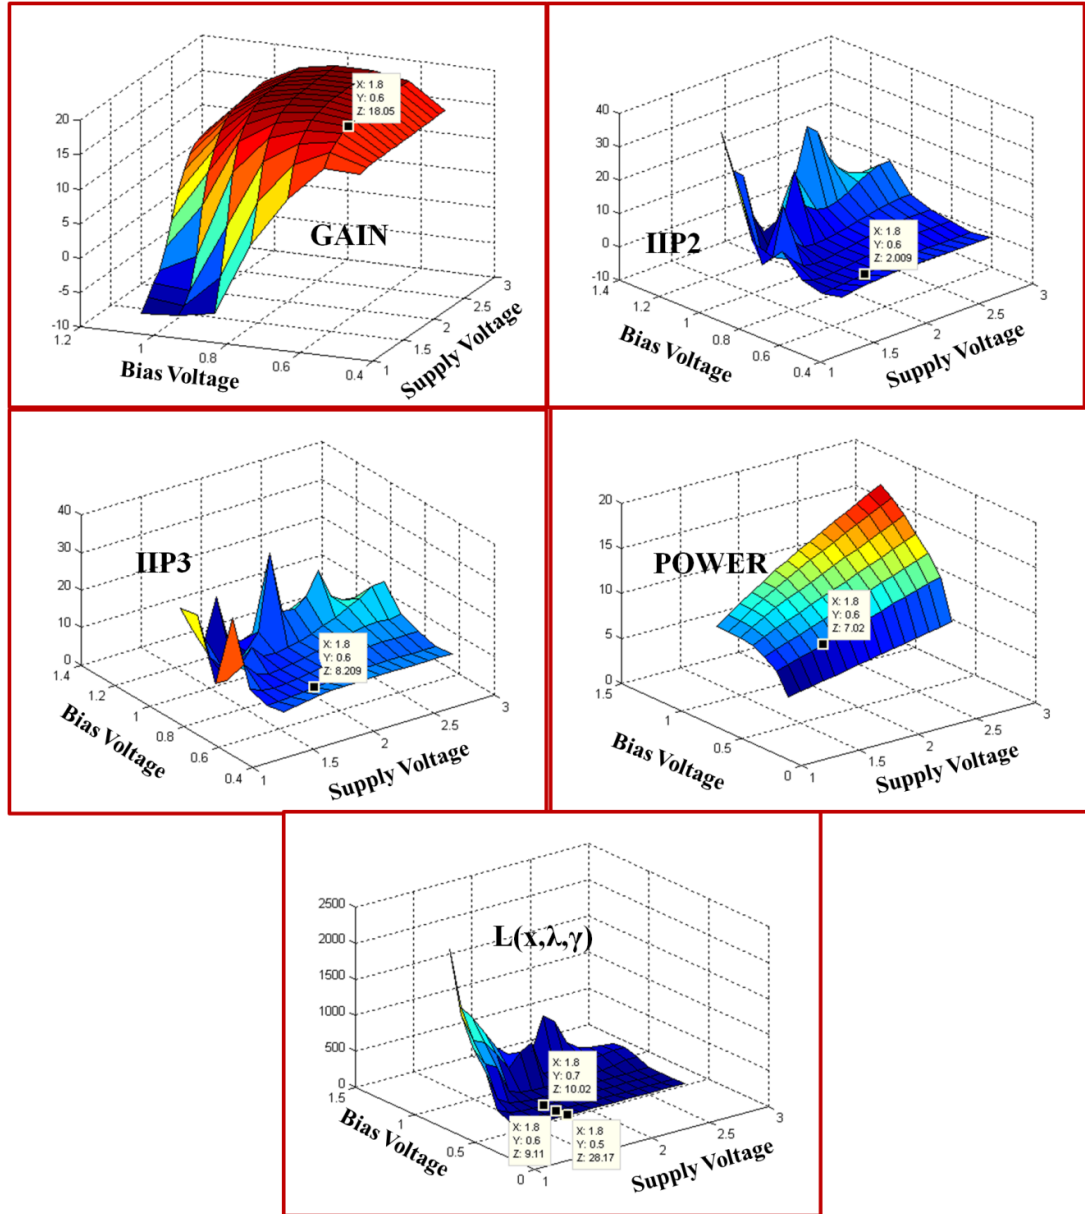 X: 1.8
Y: 0.6
Z: 18.05
20
15
10
5
0
-5
-10
GAIN
1.2
1
0.8
0.6
0.4
Bias Voltage
1
1.5
2
2.5
3
Supply Voltage
40
30
20
10
0
-10
IIP2
X: 1.8
Y: 0.6
Z: 2.009
1.4
1.2
1
0.8
0.6
0.4
Bias Voltage
1
1.5
2
2.5
3
Supply Voltage
40
30
20
10
0
IIP3
X: 1.8
Y: 0.6
Z: 8.209
1.4
1.2
1
0.8
0.6
0.4
Bias Voltage
1
1.5
2
2.5
3
Supply Voltage
20
15
10
5
0
POWER
X: 1.8
Y: 0.6
Z: 7.02
1.5
1
0.5
0
Bias Voltage
1
1.5
2
2.5
3
Supply Voltage
2500
2000
1500
1000
500
0
L(x,λ,γ)
X: 1.8
Y: 0.7
Z: 10.02
X: 1.8
Y: 0.6
Z: 9.11
X: 1.8
Y: 0.5
Z: 28.17
1.5
1
0.5
0
Bias Voltage
1
2
2.5
3
Supply Voltage